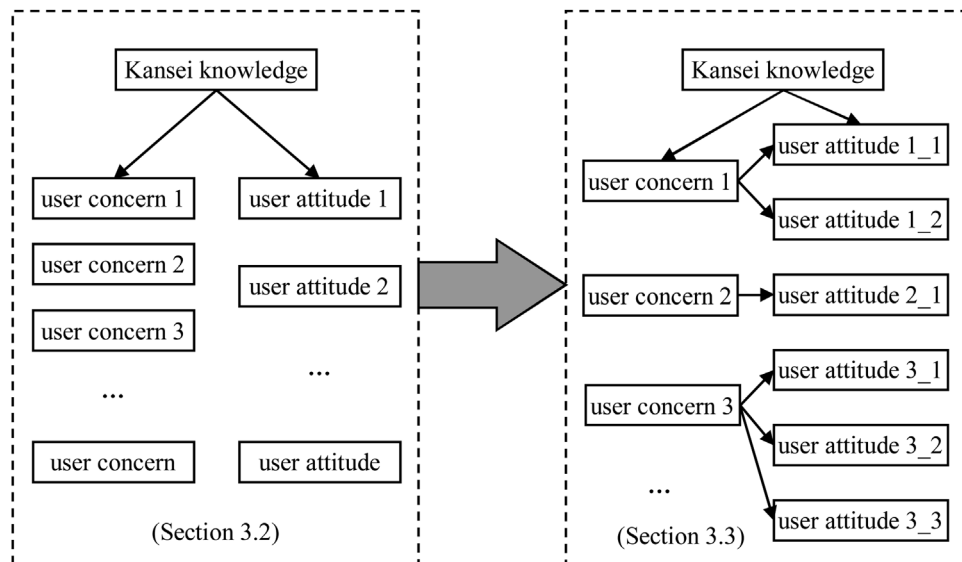 Kansei knowledge
user concern 1
user attitude 1
user concern 2
user attitude 2
user concern 3
...
...
user concern
user attitude
(Section 3.2)
Kansei knowledge
user attitude 1_1
user concern 1
user attitude 1_2
user concern 2
user attitude 2_1
user attitude 3_1
user concern 3
user attitude 3_2
...
user attitude 3_3
(Section 3.3)